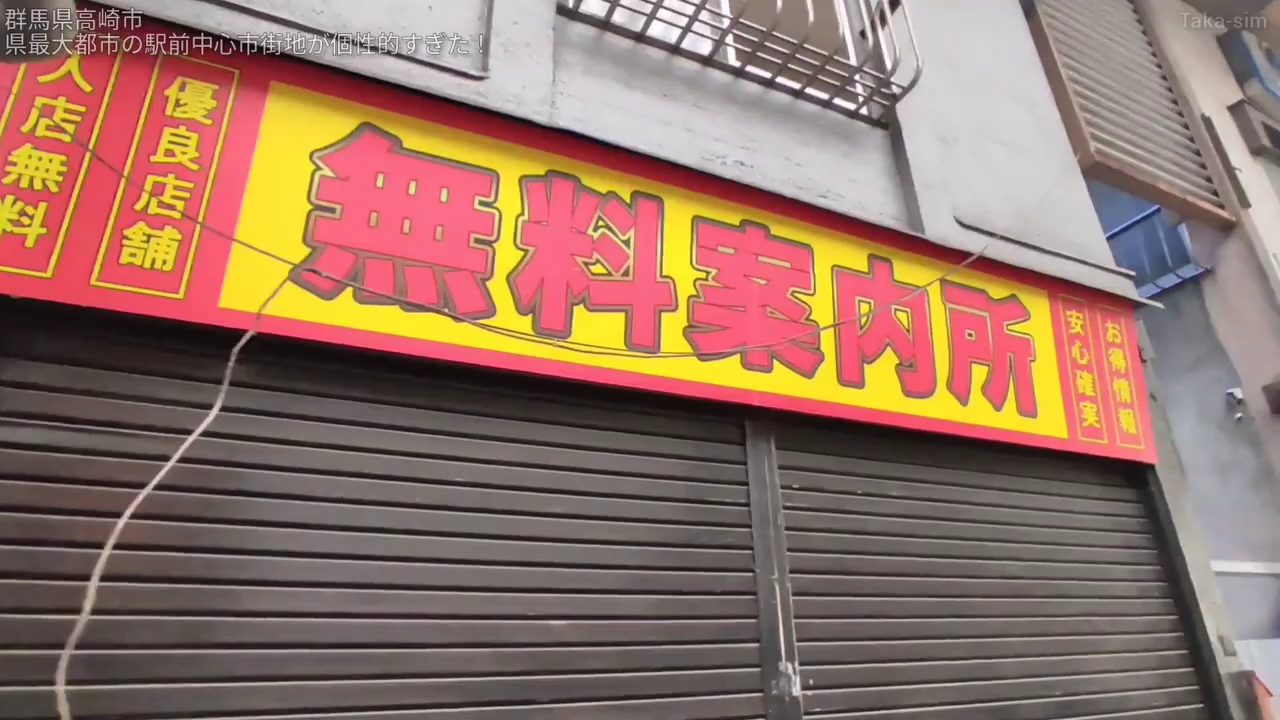 群馬県高崎市
県最大都市の駅前中心市街地が個性的すぎた！
Taka-sim
入店無料
優良店舗
無料案内所
安心確実
お得情報